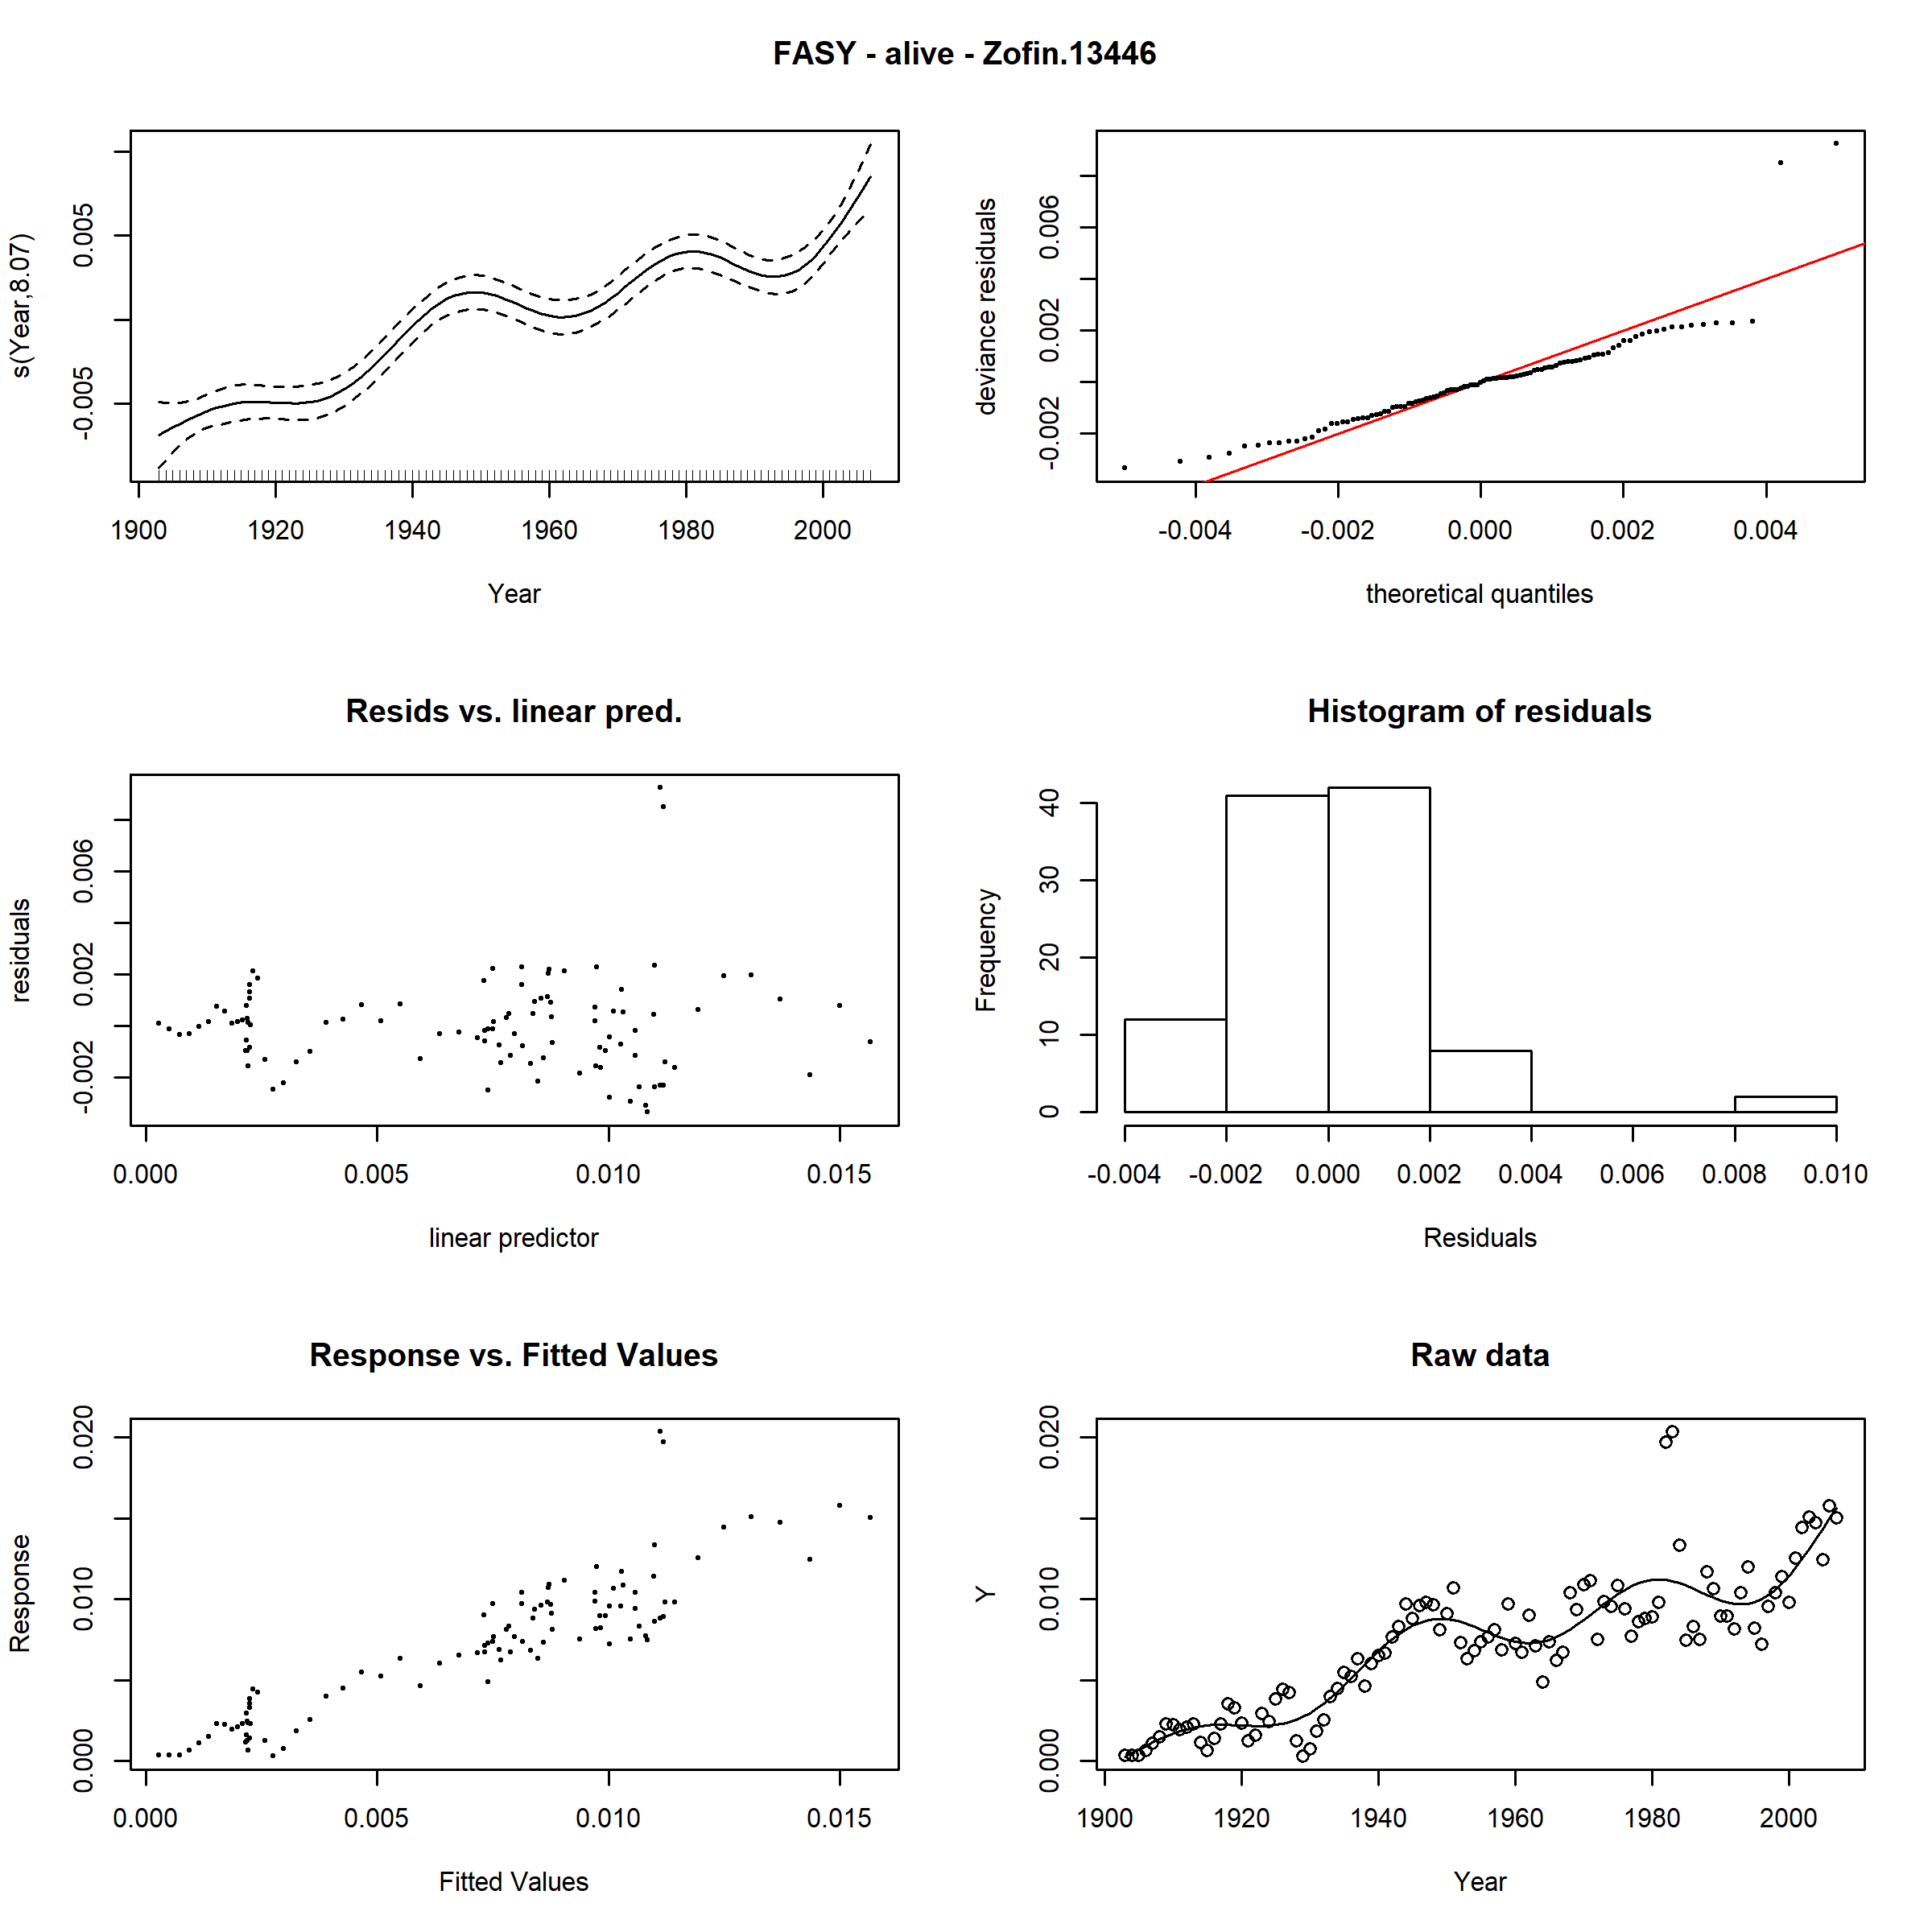 FASY - alive - Zofin.13446
s(Year,8.07)
-0.005 0.005
1900 1920 1940 1960 1980 2000
Year
deviance residuals
-0.002 0.002 0.006
-0.004 -0.002 0.000 0.002 0.004
theoretical quantiles
Resids vs. linear pred.
residuals
-0.002 0.002 0.006
0.000 0.005 0.010 0.015
linear predictor
Histogram of residuals
Frequency
0 10 20 30 40
-0.004 -0.002 0.000 0.002 0.004 0.006 0.008 0.010
Residuals
Response vs. Fitted Values
Response
0.000 0.010 0.020
0.000 0.005 0.010 0.015
Fitted Values
Raw data
Y
0.000 0.010 0.020
1900 1920 1940 1960 1980 2000
Year